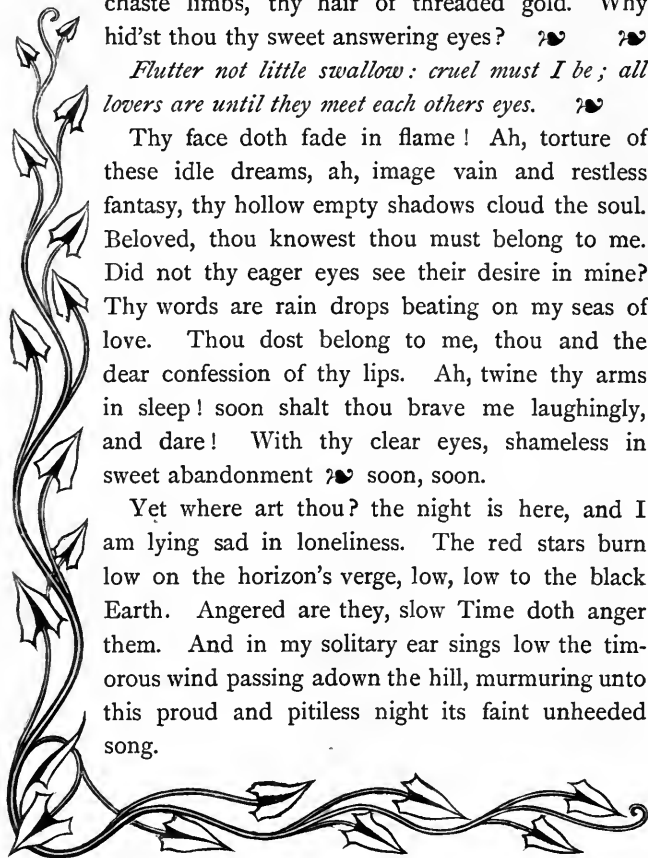 chaste limbs, thy hair of threaded gold. Why
hid'st thou thy sweet answering eyes? ❧ ❧
Flutter not little swallow: cruel must I be; all
lovers are until they meet each others eyes. ❧
Thy face doth fade in flame! Ah, torture of
these idle dreams, ah, image vain and restless
fantasy, thy hollow empty shadows cloud the soul.
Beloved, thou knowest thou must belong to me.
Did not thy eager eyes see their desire in mine?
Thy words are rain drops beating on my seas of
love. Thou dost belong to me, thou and the
dear confession of thy lips. Ah, twine thy arms
in sleep! soon shalt thou brave me laughingly,
and dare! With thy clear eyes, shameless in
sweet abandonment ❧ soon, soon.
Yet where art thou? the night is here, and I
am lying sad in loneliness. The red stars burn
low on the horizon's verge, low, low to the black
Earth. Angered are they, slow Time doth anger
them. And in my solitary ear sings low the tim-
orous wind passing adown the hill, murmuring unto
this proud and pitiless night its faint unheeded
song.